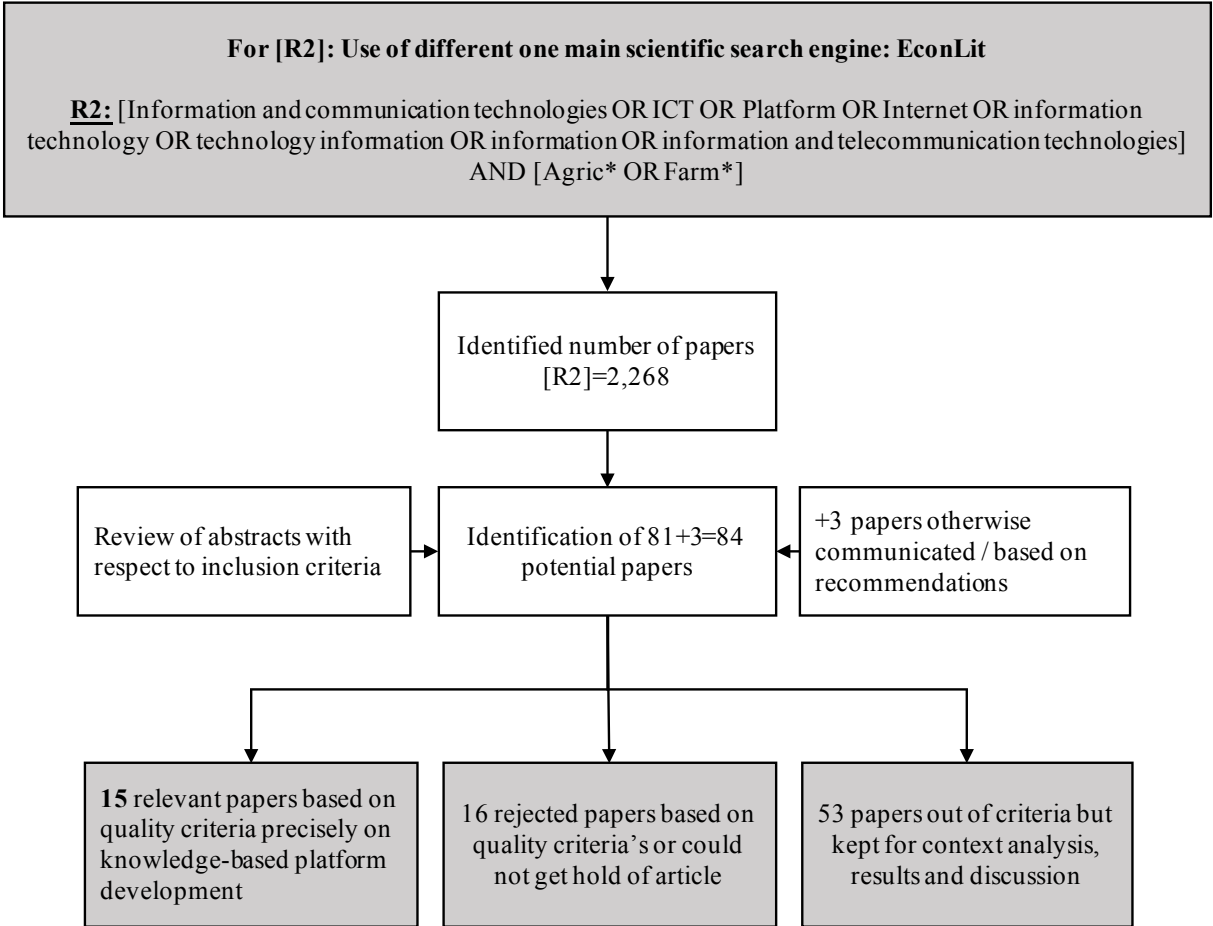 For [R2]: Use of different one main scientific search engine: EconLit
R2: [Information and communication technologies OR ICT OR Platform OR Internet OR information
technology OR technology information OR information OR information and telecommunication technologies]
AND [Agric* OR Farm*]
Identified number of papers
[R2]=2,268
Review of abstracts with
respect to inclusion criteria
Identification of 81+3=84
potential papers
+3 papers otherwise
communicated / based on
recommendations
15 relevant papers based on
quality criteria precisely on
knowledge-based platform
development
16 rejected papers based on
quality criteria’s or could
not get hold of article
53 papers out of criteria but
kept for context analysis,
results and discussion